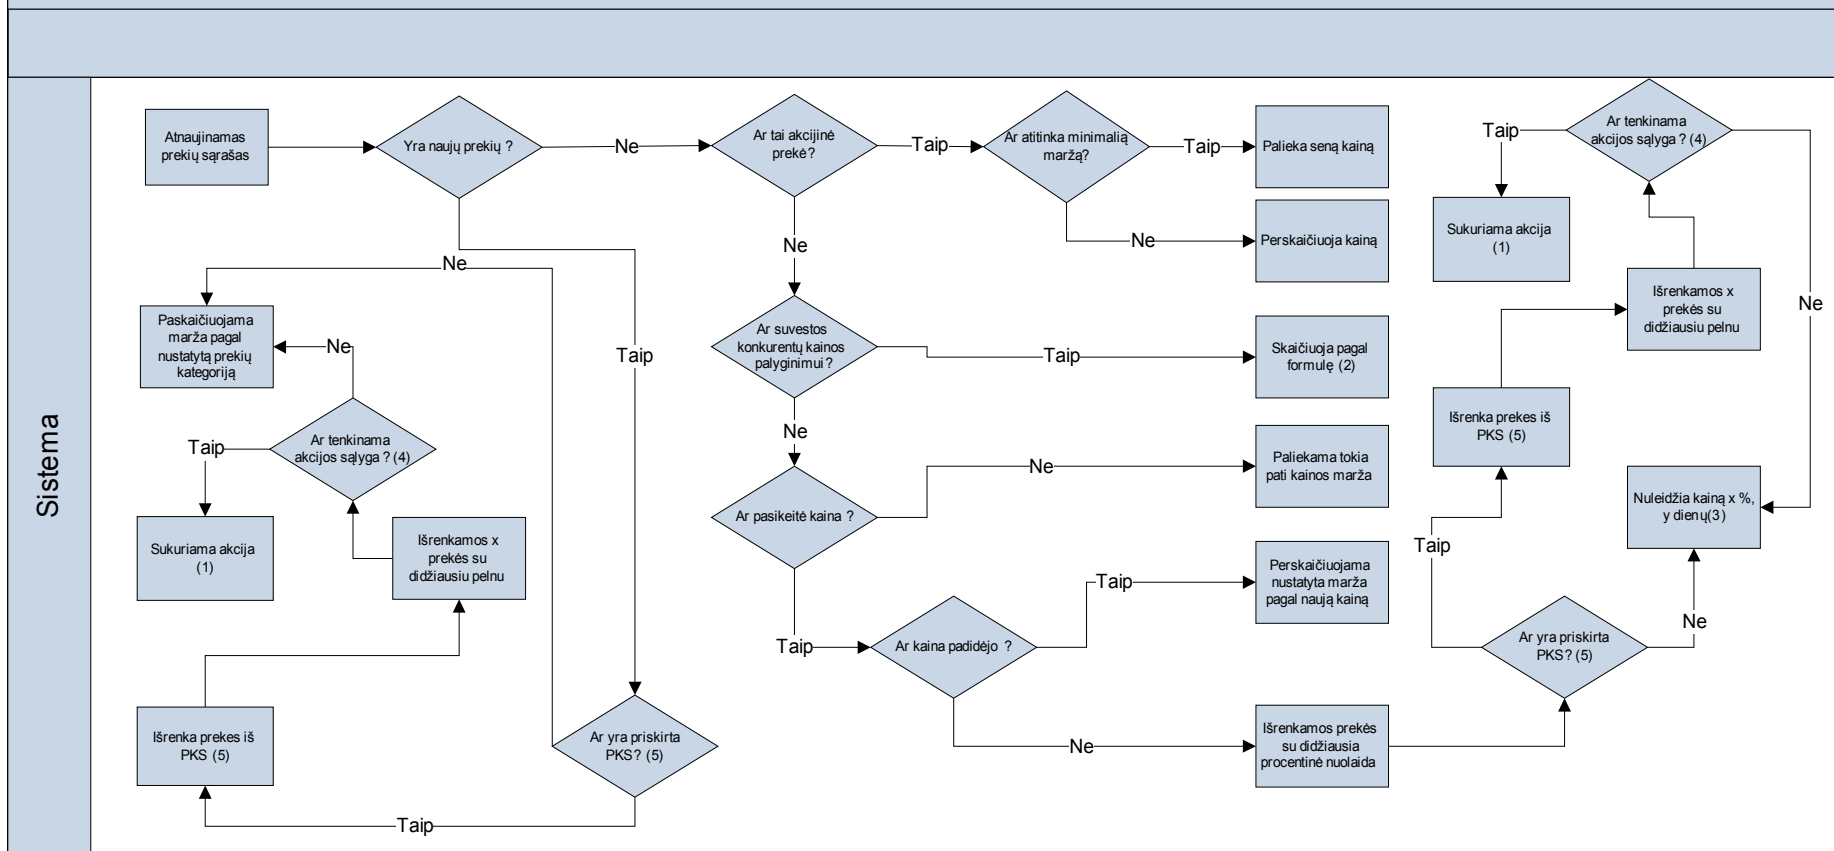 Sistema
Atnaujinamas
prekių sąrašas
Yra naujų prekių ?
Ne
Ar tai akcijinė
prekė?
Taip
Ar atitinka minimalią
maržą?
Taip
Palieka seną kainą
Ne
Perskaičiuoja kainą
Ne
Ar suvestos
konkurentų kainos
palyginimui ?
Taip
Skaičiuoja pagal
formulę (2)
Ne
Ar pasikeitė kaina ?
Ne
Paliekama tokia
pati kainos marža
Taip
Ar kaina padidėjo ?
Taip
Perskaičiuojama
nustatyta marža
pagal naują kainą
Ne
Išrenkamos prekės
su didžiausia
procentinė nuolaida
Taip
Ne
Paskaičiuojama
marža pagal
nustatytą prekių
kategoriją
Ne
Ar tenkinama
akcijos sąlyga ? (4)
Taip
Sukuriama akcija
(1)
Išrenkamos x
prekės su
didžiausiu pelnu
Išrenka prekes iš
PKS (5)
Ar yra priskirta
PKS? (5)
Taip
Ar tenkinama
akcijos sąlyga ? (4)
Taip
Sukuriama akcija
(1)
Ne
Išrenkamos x
prekės su
didžiausiu pelnu
Išrenka prekes iš
PKS (5)
Nuleidžia kainą x %,
y dienų(3)
Taip
Ne
Ar yra priskirta
PKS? (5)